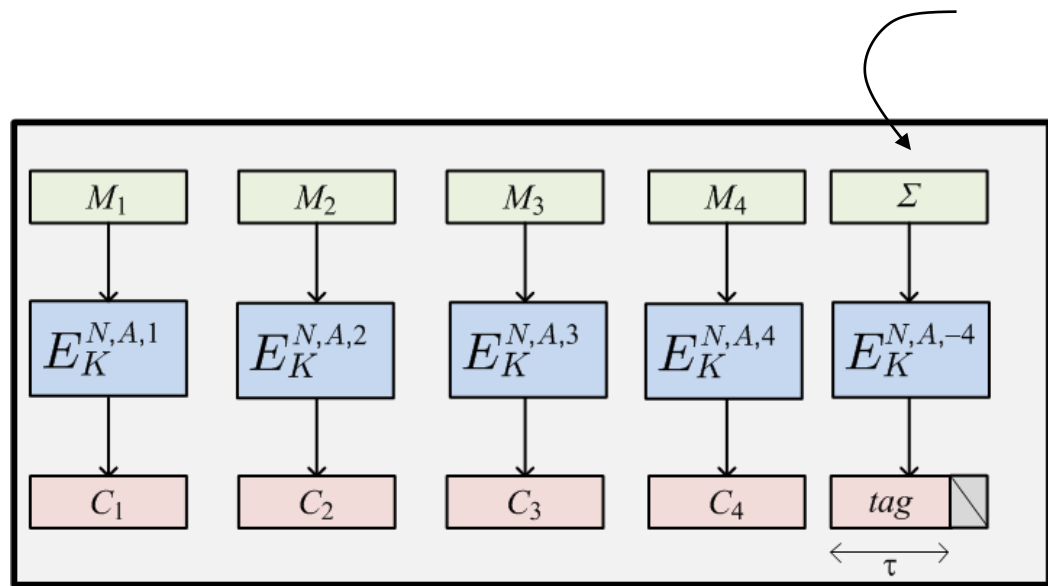 M₁ M₂ M₃ M₄ Σ
E_K^{N,A,1} E_K^{N,A,2} E_K^{N,A,3} E_K^{N,A,4} E_K^{N,A,−4}
C₁ C₂ C₃ C₄ tag
τ